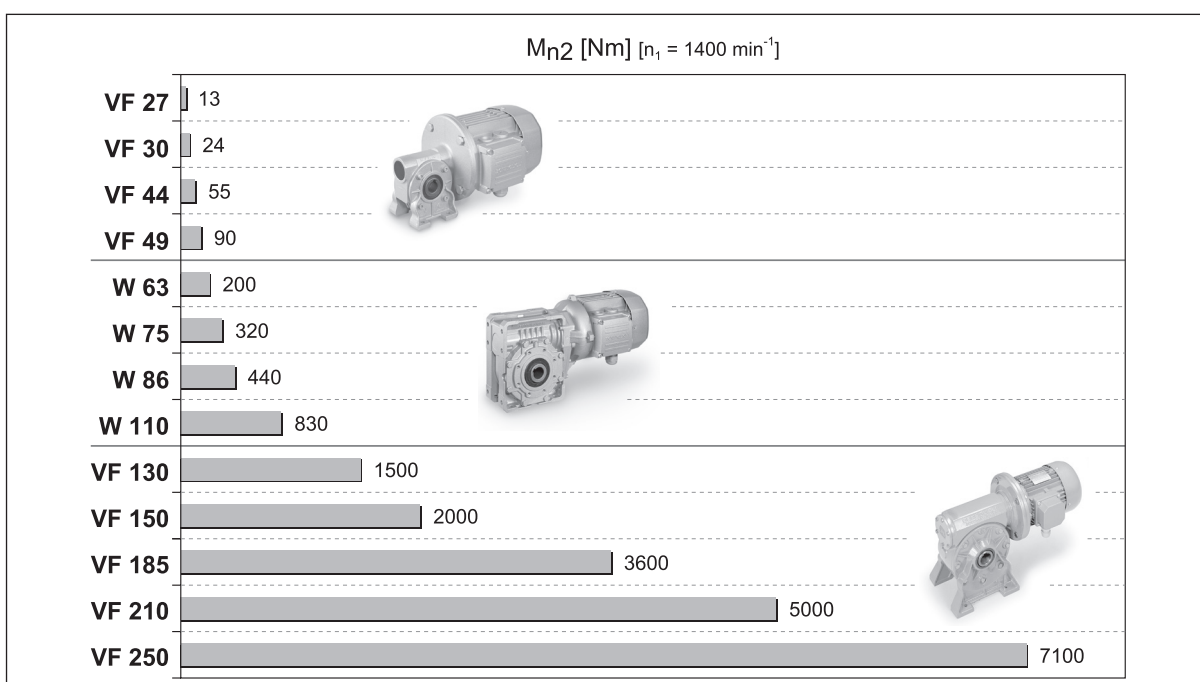 Mn2 [Nm] [n₁ = 1400 min⁻¹]
VF 27 13
VF 30 24
VF 44 55
VF 49 90
W 63 200
W 75 320
W 86 440
W 110 830
VF 130 1500
VF 150 2000
VF 185 3600
VF 210 5000
VF 250 7100